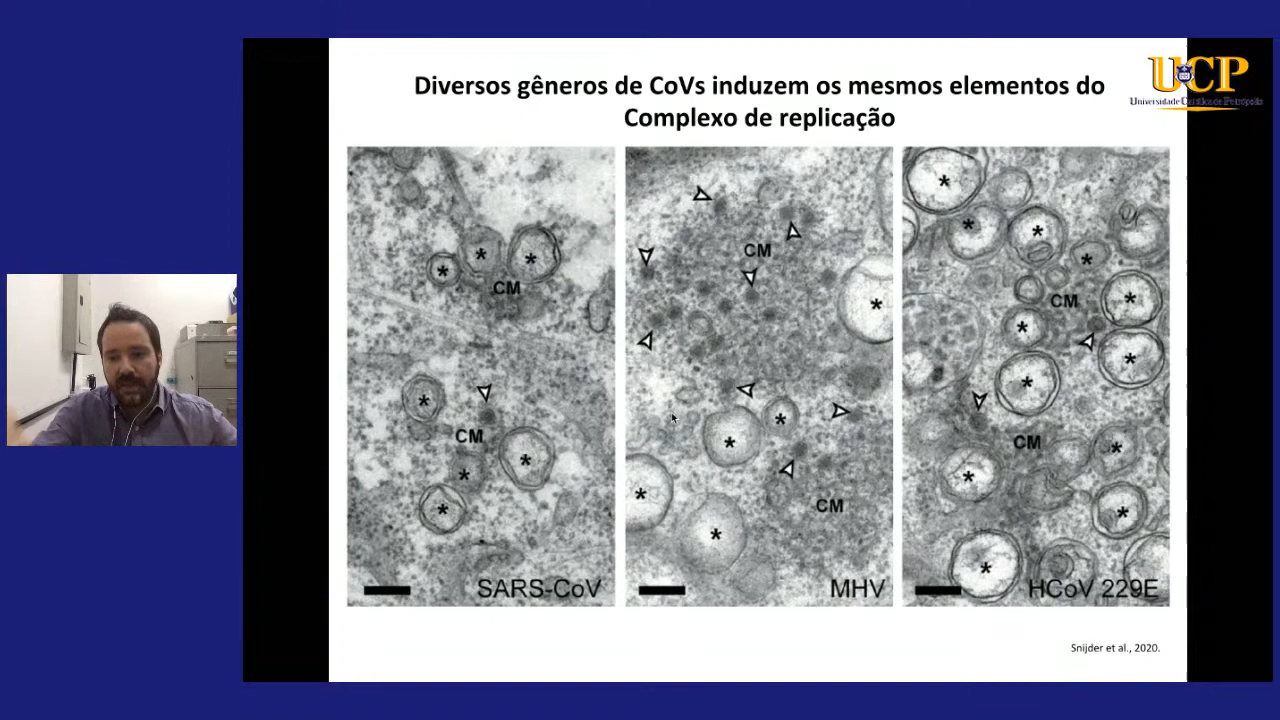 Diversos gêneros de CoVs induzem os mesmos elementos do
Complexo de replicação
UCP
Universidade Católica de Petrópolis
*
*
*
CM
*
CM
*
*
*
SARS-CoV
CM
*
*
*
*
*
CM
MHV
*
*
*
*
*
CM
*
*
*
*
CM
*
*
*
*
HCoV 229E
Snijder et al., 2020.